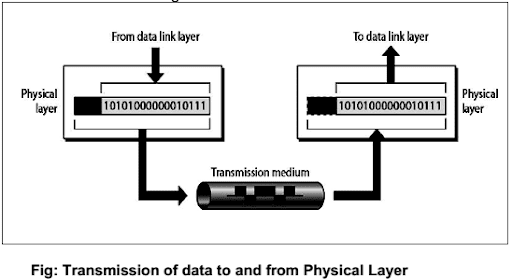 From data link layer
To data link layer
Physical
layer
10101000000010111
10101000000010111
Physical
layer
Transmission medium
Fig: Transmission of data to and from Physical Layer